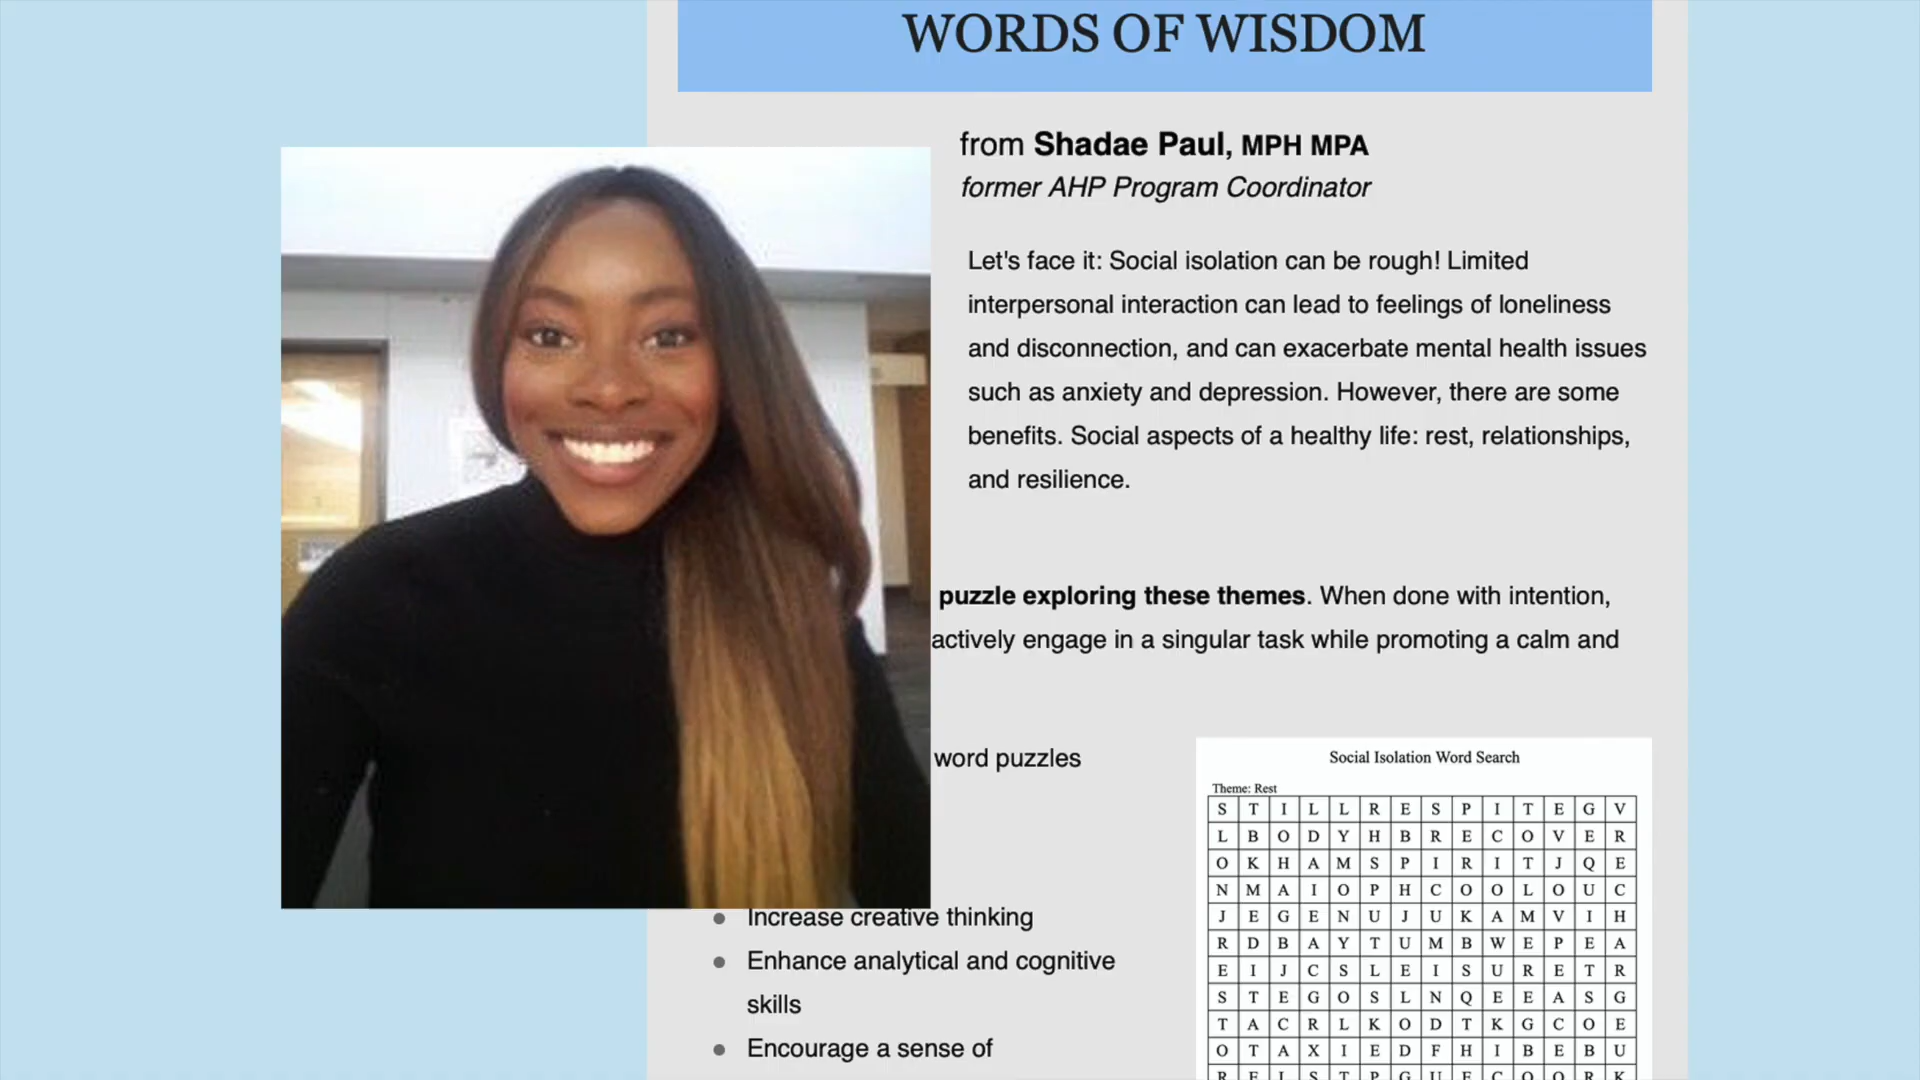 WORDS OF WISDOM
from Shadae Paul, MPH MPA
former AHP Program Coordinator
Let's face it: Social isolation can be rough! Limited
interpersonal interaction can lead to feelings of loneliness
and disconnection, and can exacerbate mental health issues
such as anxiety and depression. However, there are some
benefits. Social aspects of a healthy life: rest, relationships,
and resilience.
puzzle exploring these themes. When done with intention,
actively engage in a singular task while promoting a calm and
word puzzles
Increase creative thinking
Enhance analytical and cognitive
skills
Encourage a sense of
Social Isolation Word Search
Theme: Rest
S T I L L R E S P I T E G V
L B O D Y H B R E C O V E R
O K H A M S P I R I T J Q E
N M A I O P H C O O L O U C
J E G E N U J U K A M V I H
R D B A Y T U M B W E P E A
E I J C S L E I S U R E T R
S T E G O S L N Q E E A S G
T A C R L K O D T K G C O E
O T A X I E D F H I B E B U
R E L S T P G U E C O O R K